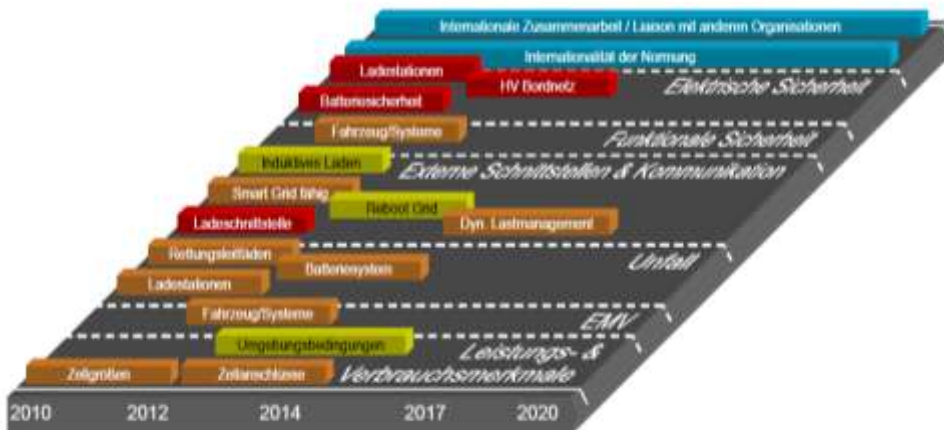 Internationale Zusammenarbeit / Liaison mit anderen Organisationen
Internationalität der Normung
Ladestationen
HV Bordnetz
Elektrische Sicherheit
Batteriesicherheit
Fahrzeug/Systeme
Funktionale Sicherheit
Induktives Laden
Externe Schnittstellen & Kommunikation
Smart Grid fähig
Reboot Grid
Ladeschnittstelle
Dyn. Lastmanagement
Rettungsleitfäden
Batteriesystem
Unfall
Ladestationen
Fahrzeug/Systeme
EMV
Umgebungsbedingungen
Leistungs- &
Verbrauchsmerkmale
Zellgrößen
Zellanschlüsse
2010 2012 2014 2017 2020